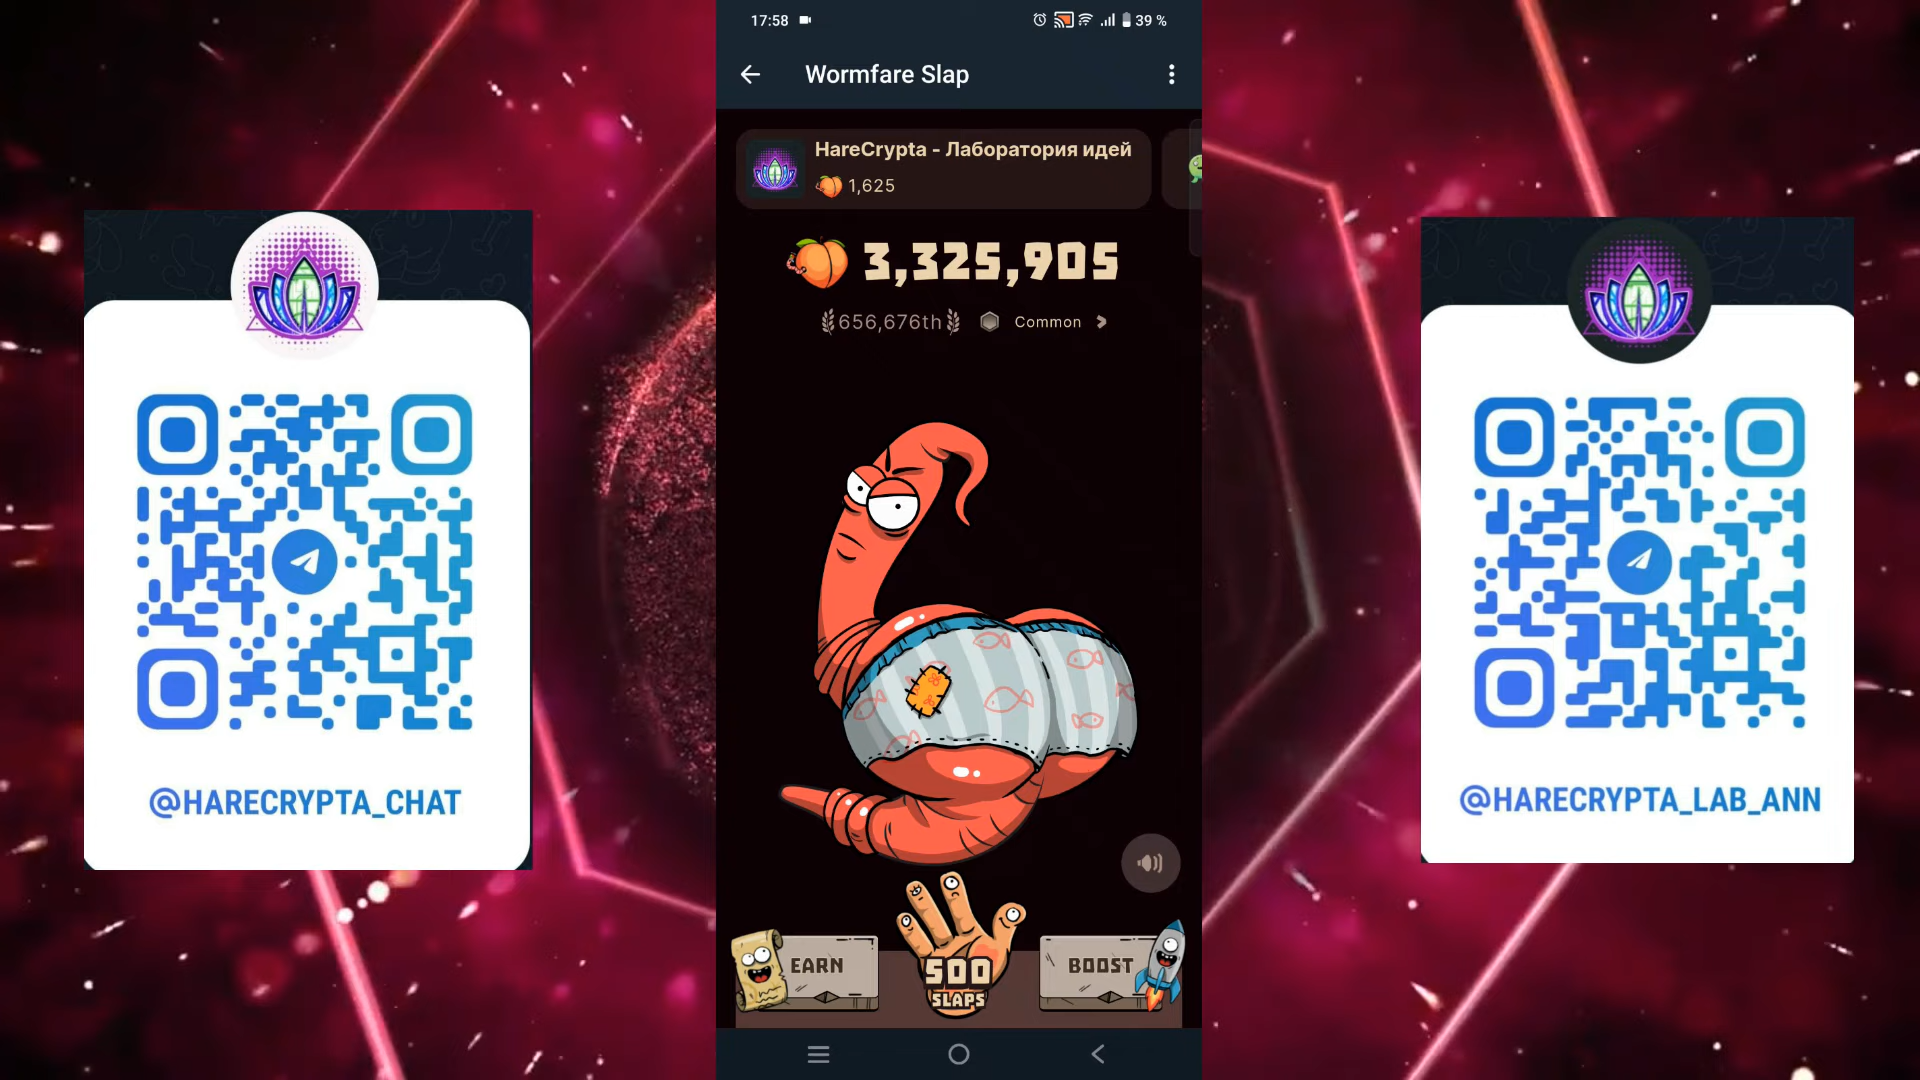 17:58
39 %
Wormfare Slap
HareCrypta - Лаборатория идей
1,625
3,325,905
656,676th
Common
@HARECRYPTA_CHAT
@HARECRYPTA_LAB_ANN
EARN
500
SLAPS
BOOST